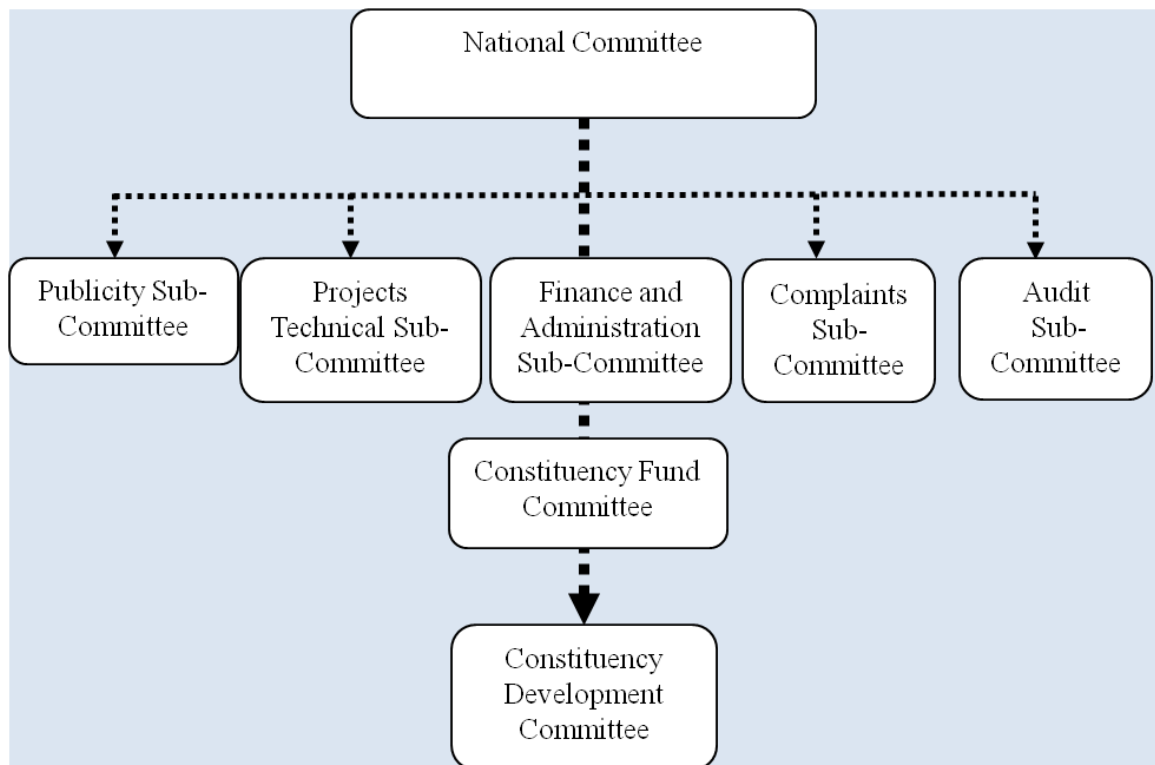 National Committee
Publicity Sub-
Committee
Projects
Technical Sub-
Committee
Finance and
Administration
Sub-Committee
Complaints
Sub-
Committee
Audit
Sub-
Committee
Constituency Fund
Committee
Constituency
Development
Committee